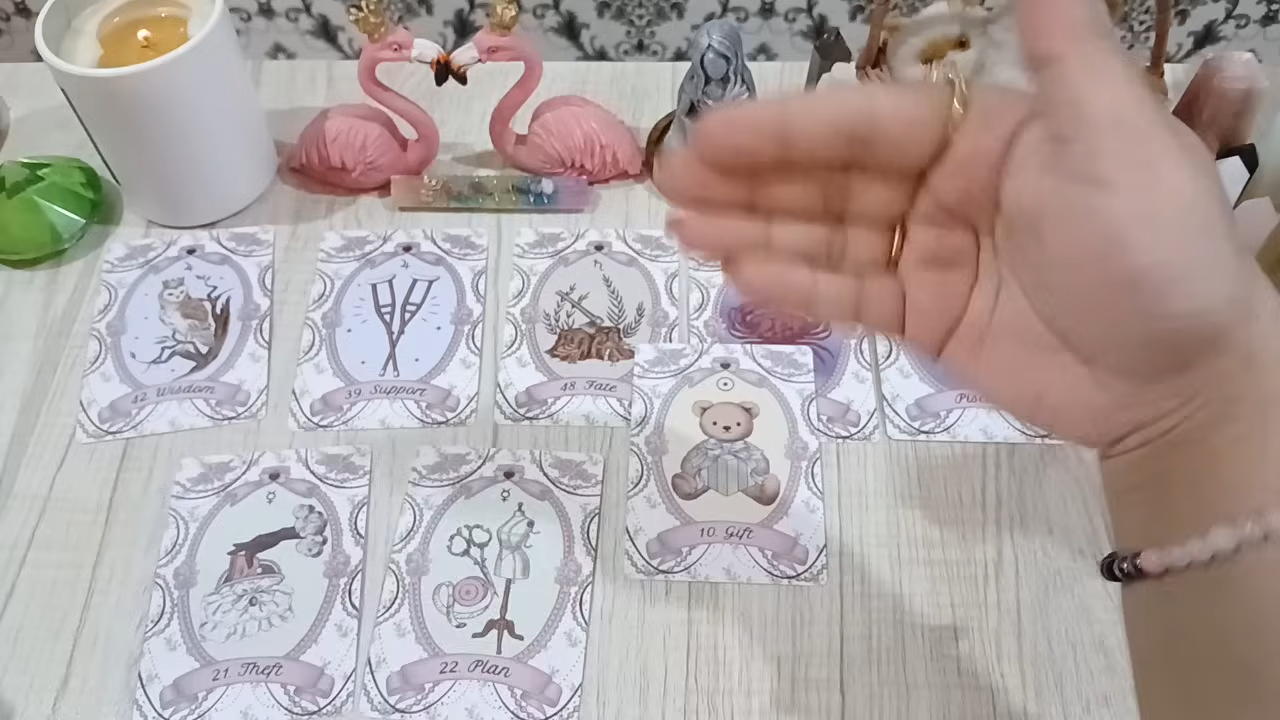 42. Wisdom
39 Support
48. Fate
10. Gift
21. Theft
22. Plan